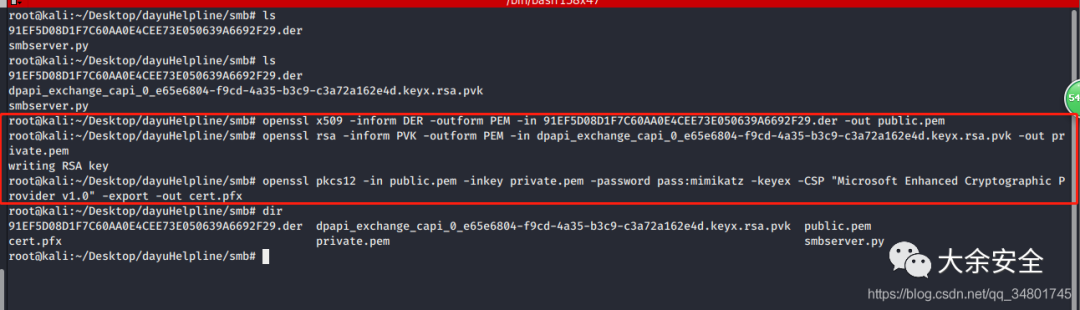 /bin/bash 158x47
root@kali:~/Desktop/dayuHelpline/smb# ls
91EF5D08D1F7C60AA0E4CEE73E050639A6692F29.der
smbserver.py
root@kali:~/Desktop/dayuHelpline/smb# ls
91EF5D08D1F7C60AA0E4CEE73E050639A6692F29.der
dpapi_exchange_capi_0_e65e6804-f9cd-4a35-b3c9-c3a72a162e4d.keyx.rsa.pvk
smbserver.py
root@kali:~/Desktop/dayuHelpline/smb# openssl x509 -inform DER -outform PEM -in 91EF5D08D1F7C60AA0E4CEE73E050639A6692F29.der -out public.pem
root@kali:~/Desktop/dayuHelpline/smb# openssl rsa -inform PVK -outform PEM -in dpapi_exchange_capi_0_e65e6804-f9cd-4a35-b3c9-c3a72a162e4d.keyx.rsa.pvk -out pr
ivate.pem
writing RSA key
root@kali:~/Desktop/dayuHelpline/smb# openssl pkcs12 -in public.pem -inkey private.pem -password pass:mimikatz -keyex -CSP "Microsoft Enhanced Cryptographic P
rovider v1.0" -export -out cert.pfx
root@kali:~/Desktop/dayuHelpline/smb# dir
91EF5D08D1F7C60AA0E4CEE73E050639A6692F29.der dpapi_exchange_capi_0_e65e6804-f9cd-4a35-b3c9-c3a72a162e4d.keyx.rsa.pvk public.pem
cert.pfx private.pem smbserver.py
root@kali:~/Desktop/dayuHelpline/smb#
54
大余安全
https://blog.csdn.net/qq_34801745